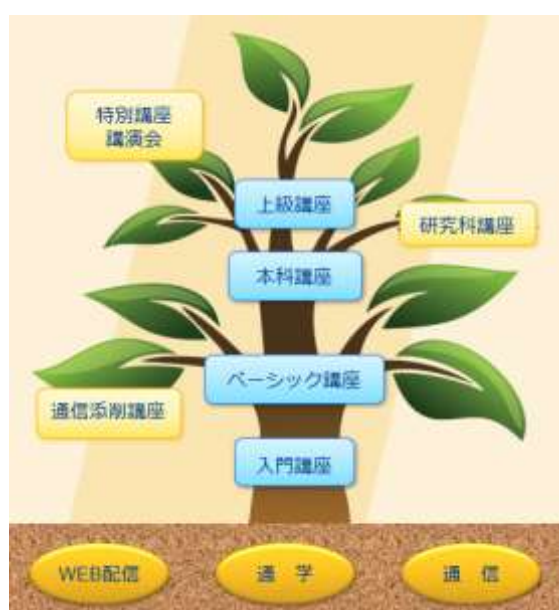 特別講座
講演会
上級講座
研究科講座
本科講座
ベーシック講座
通信添削講座
入門講座
WEB配信
通 学
通 信